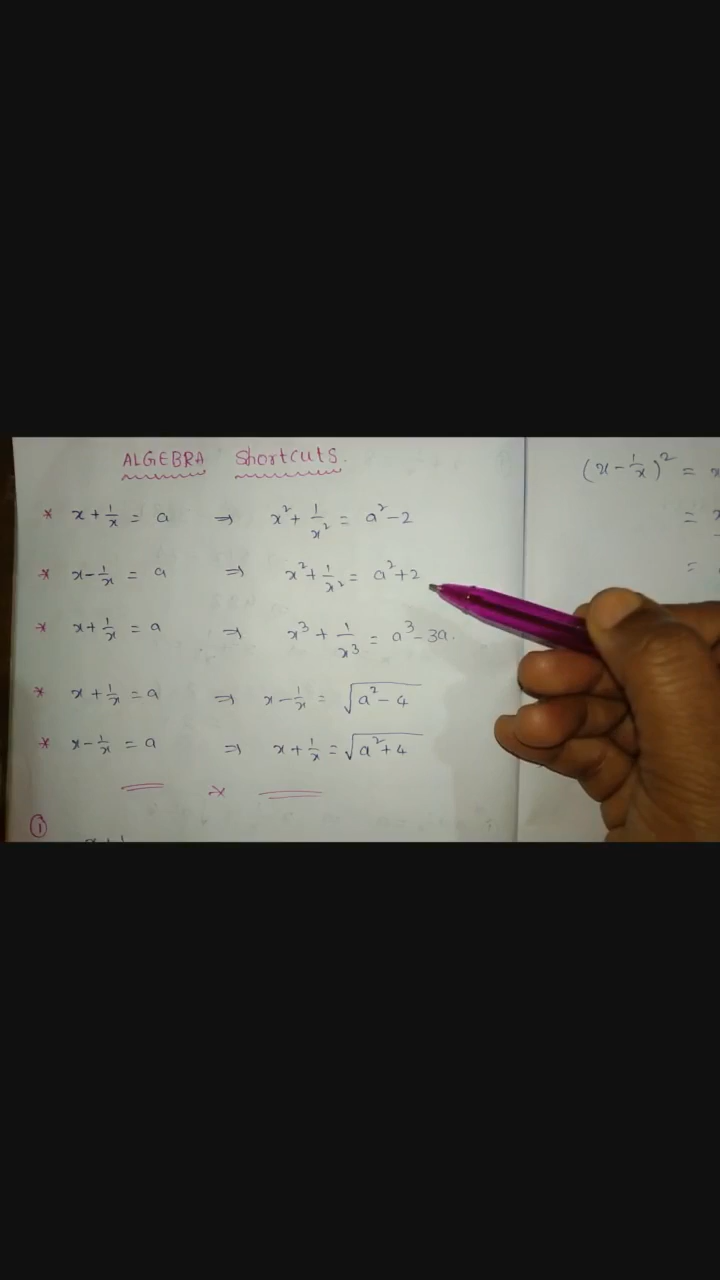 ALGEBRA Shortcuts.
* x + 1/x = a ⇒ x² + 1/x² = a² - 2
* x - 1/x = a ⇒ x² + 1/x² = a² + 2
* x + 1/x = a ⇒ x³ + 1/x³ = a³ - 3a.
* x + 1/x = a ⇒ x - 1/x = √(a² - 4)
* x - 1/x = a ⇒ x + 1/x = √(a² + 4)
①
(x - 1/x)² =
=
=